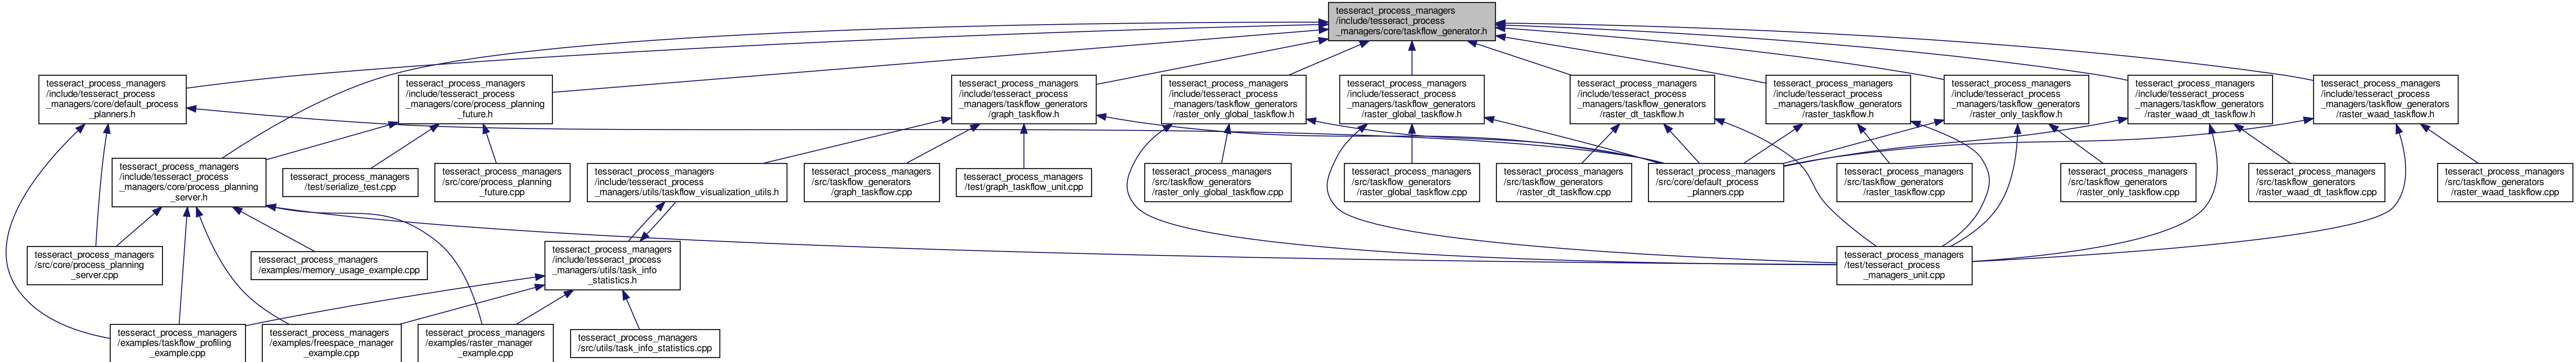 tesseract_process_managers
/include/tesseract_process
_managers/core/taskflow_generator.h
tesseract_process_managers
/include/tesseract_process
_managers/core/default_process
_planners.h
tesseract_process_managers
/include/tesseract_process
_managers/core/process_planning
_future.h
tesseract_process_managers
/include/tesseract_process
_managers/taskflow_generators
/graph_taskflow.h
tesseract_process_managers
/include/tesseract_process
_managers/taskflow_generators
/raster_only_global_taskflow.h
tesseract_process_managers
/include/tesseract_process
_managers/taskflow_generators
/raster_global_taskflow.h
tesseract_process_managers
/include/tesseract_process
_managers/taskflow_generators
/raster_dt_taskflow.h
tesseract_process_managers
/include/tesseract_process
_managers/taskflow_generators
/raster_taskflow.h
tesseract_process_managers
/include/tesseract_process
_managers/taskflow_generators
/raster_only_taskflow.h
tesseract_process_managers
/include/tesseract_process
_managers/taskflow_generators
/raster_waad_dt_taskflow.h
tesseract_process_managers
/include/tesseract_process
_managers/taskflow_generators
/raster_waad_taskflow.h
tesseract_process_managers
/include/tesseract_process
_managers/core/process_planning
_server.h
tesseract_process_managers
/test/serialize_test.cpp
tesseract_process_managers
/src/core/process_planning
_future.cpp
tesseract_process_managers
/include/tesseract_process
_managers/utils/taskflow_visualization_utils.h
tesseract_process_managers
/src/taskflow_generators
/graph_taskflow.cpp
tesseract_process_managers
/test/graph_taskflow_unit.cpp
tesseract_process_managers
/src/taskflow_generators
/raster_only_global_taskflow.cpp
tesseract_process_managers
/src/taskflow_generators
/raster_global_taskflow.cpp
tesseract_process_managers
/src/taskflow_generators
/raster_dt_taskflow.cpp
tesseract_process_managers
/src/core/default_process
_planners.cpp
tesseract_process_managers
/src/taskflow_generators
/raster_taskflow.cpp
tesseract_process_managers
/src/taskflow_generators
/raster_only_taskflow.cpp
tesseract_process_managers
/src/taskflow_generators
/raster_waad_dt_taskflow.cpp
tesseract_process_managers
/src/taskflow_generators
/raster_waad_taskflow.cpp
tesseract_process_managers
/src/core/process_planning
_server.cpp
tesseract_process_managers
/examples/memory_usage_example.cpp
tesseract_process_managers
/include/tesseract_process
_managers/utils/task_info
_statistics.h
tesseract_process_managers
/test/tesseract_process
_managers_unit.cpp
tesseract_process_managers
/examples/taskflow_profiling
_example.cpp
tesseract_process_managers
/examples/freespace_manager
_example.cpp
tesseract_process_managers
/examples/raster_manager
_example.cpp
tesseract_process_managers
/src/utils/task_info_statistics.cpp